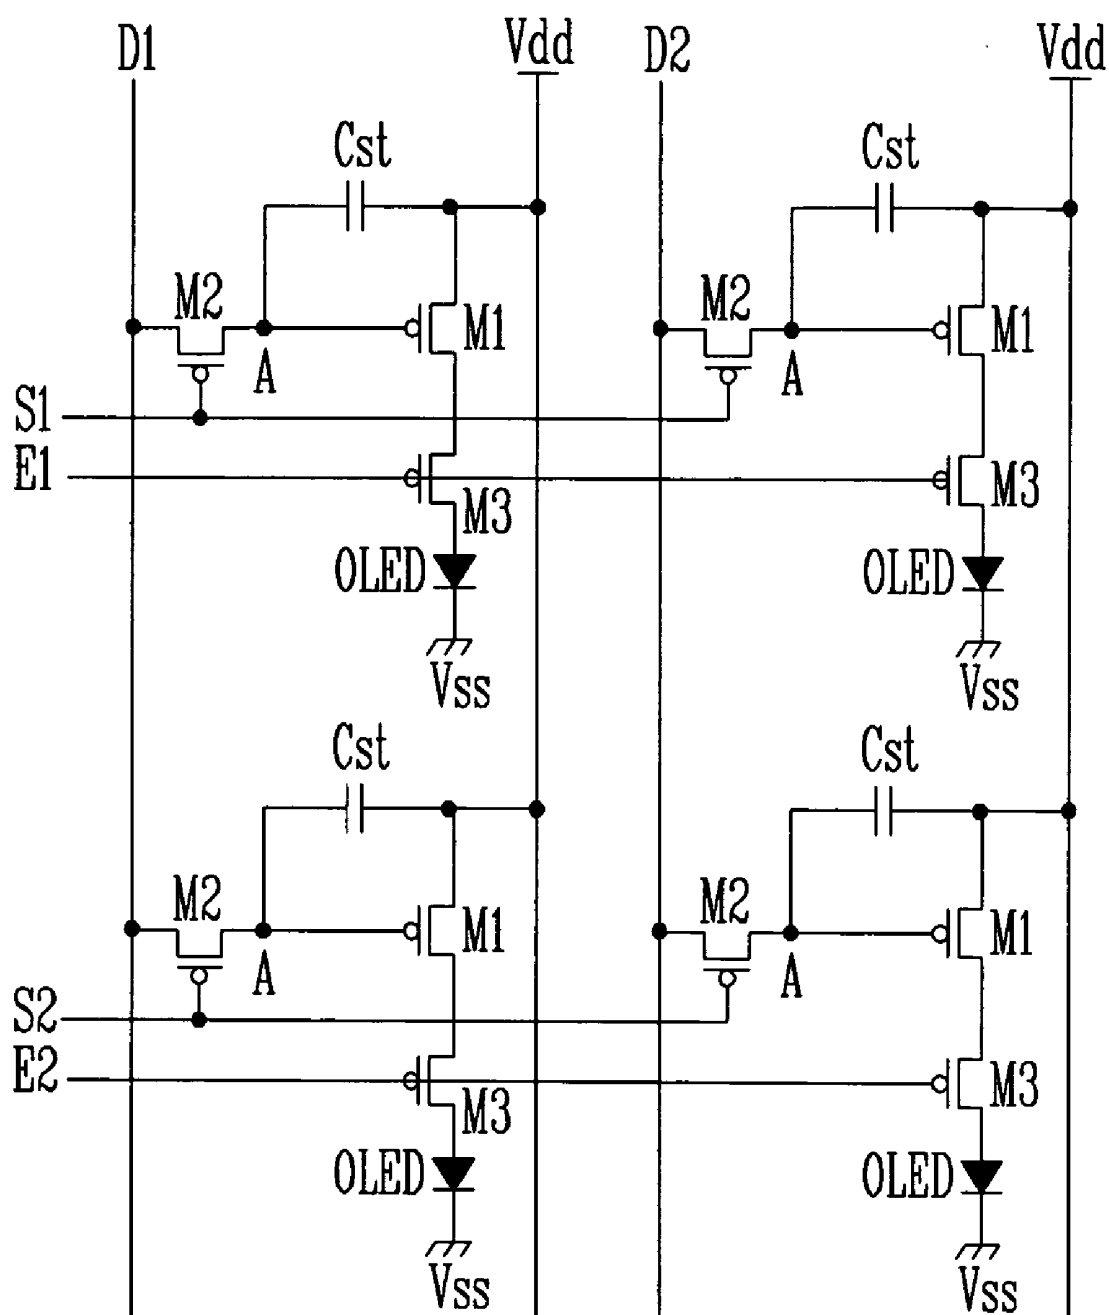 D1 Vdd D2 Vdd
Cst Cst
M2 M1 M2 M1
A A
S1
E1
M3 M3
OLED OLED
Vss Vss
Cst Cst
M2 M1 M2 M1
A A
S2
E2
M3 M3
OLED OLED
Vss Vss